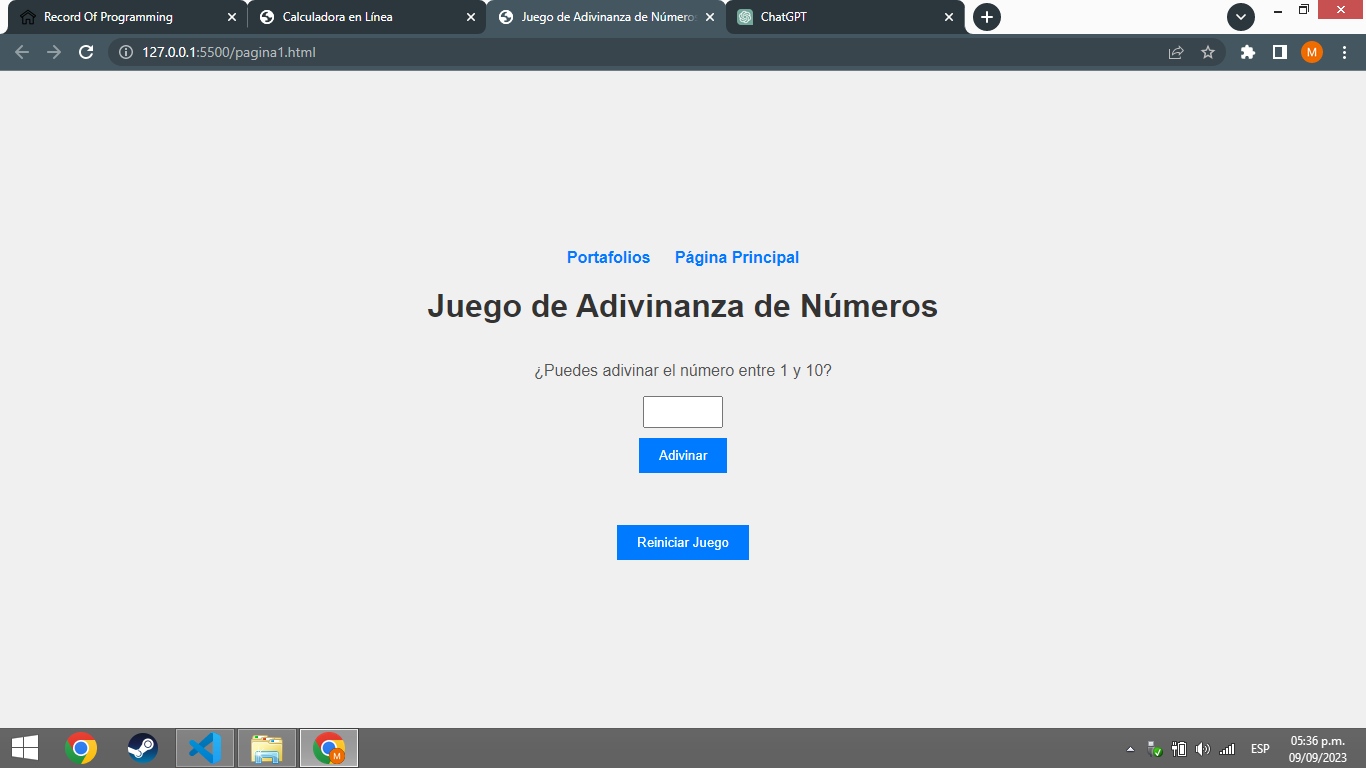 Record Of Programming
Calculadora en Línea
Juego de Adivinanza de Número
ChatGPT
127.0.0.1:5500/pagina1.html
M
Portafolios
Página Principal
Juego de Adivinanza de Números
¿Puedes adivinar el número entre 1 y 10?
Adivinar
Reiniciar Juego
M
ESP
05:36 p.m.
09/09/2023